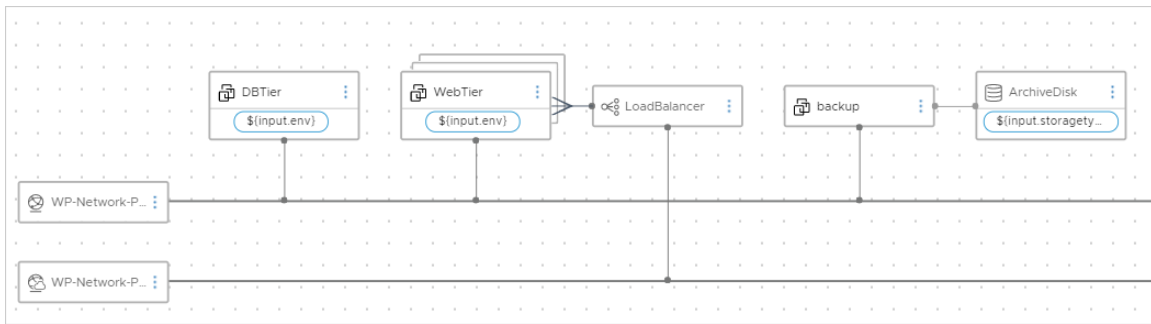 DBTier
${input.env}
WebTier
${input.env}
LoadBalancer
backup
ArchiveDisk
${input.storagety...
WP-Network-P...
WP-Network-P...